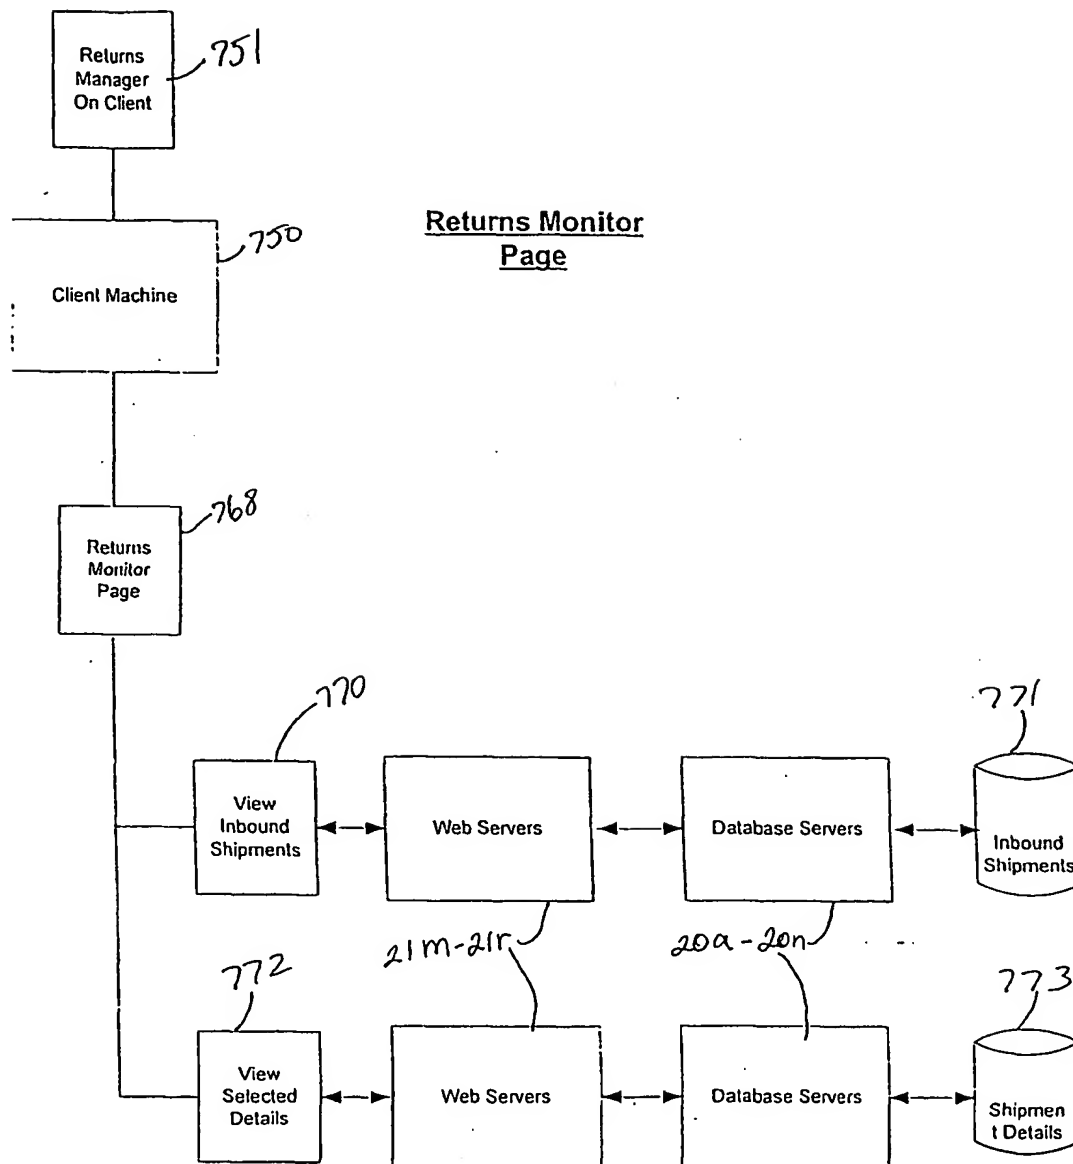 Returns
Manager
On Client
751
Returns Monitor
Page
750
Client Machine
768
Returns
Monitor
Page
770
771
View
Inbound
Shipments
Web Servers
Database Servers
Inbound
Shipments
21m-21r
20a-20n
772
773
View
Selected
Details
Web Servers
Database Servers
Shipmen
t Details